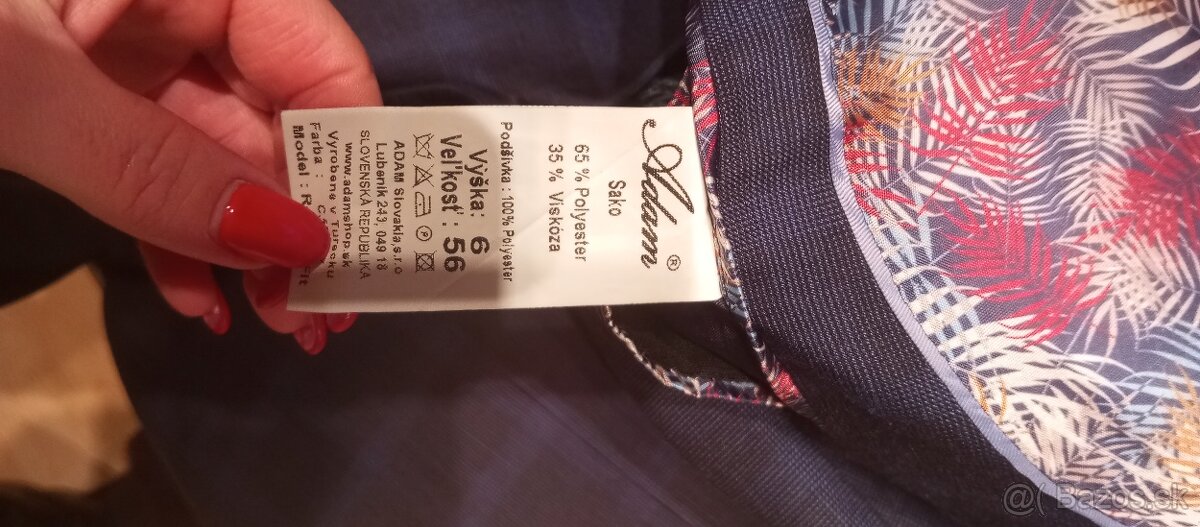 Adam®
Sako
65 % Polyester
35 % Viskóza
Podšívka : 100% Polyester
Výška: 6
Veľkosť : 56
ADAM Slovakia,s.r.o
Lubeník 243, 049 18
SLOVENSKÁ REPUBLIKA
www.adamshop.sk
Vyrobené v Turecku
Farba :
Model :
Bazos.sk